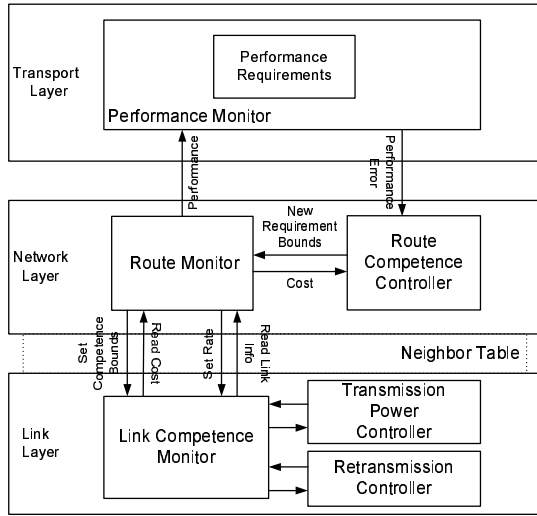 Performance
Requirements
Transport
Layer
Performance Monitor
Performance
Performance
Error
New
Requirement
Bounds
Route
Competence
Controller
Route Monitor
Network
Layer
Cost
Set
Competence
Bounds
Read Cost
Set Rate
Read Link
Info
Neighbor Table
Transmission
Power
Controller
Link
Layer
Link Competence
Monitor
Retransmission
Controller